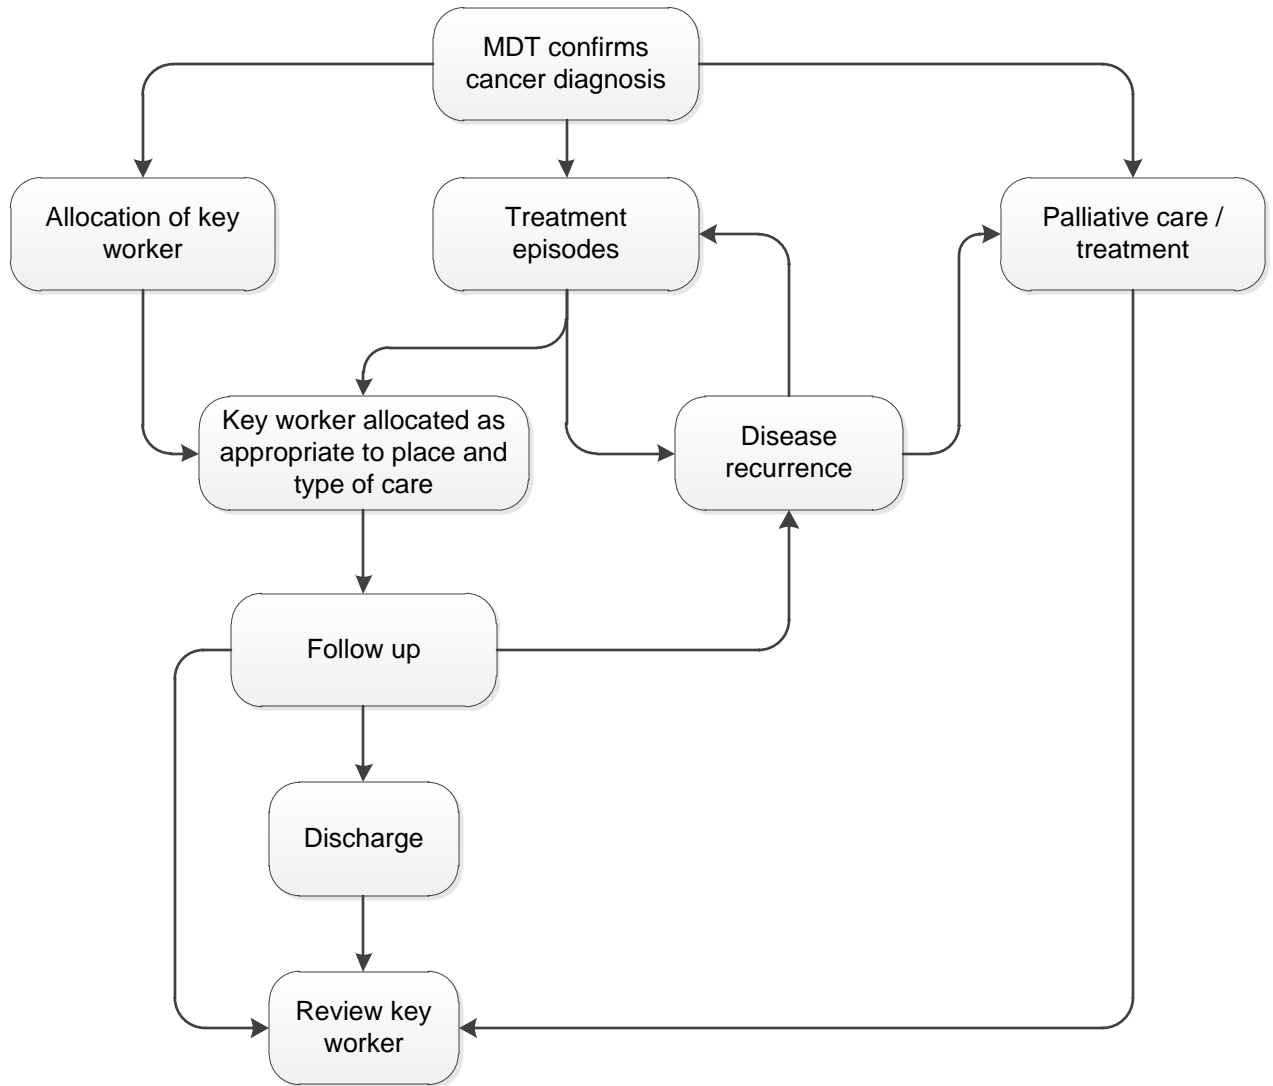 MDT confirms
cancer diagnosis
Allocation of key
worker
Treatment
episodes
Palliative care /
treatment
Key worker allocated as
appropriate to place and
type of care
Disease
recurrence
Follow up
Discharge
Review key
worker